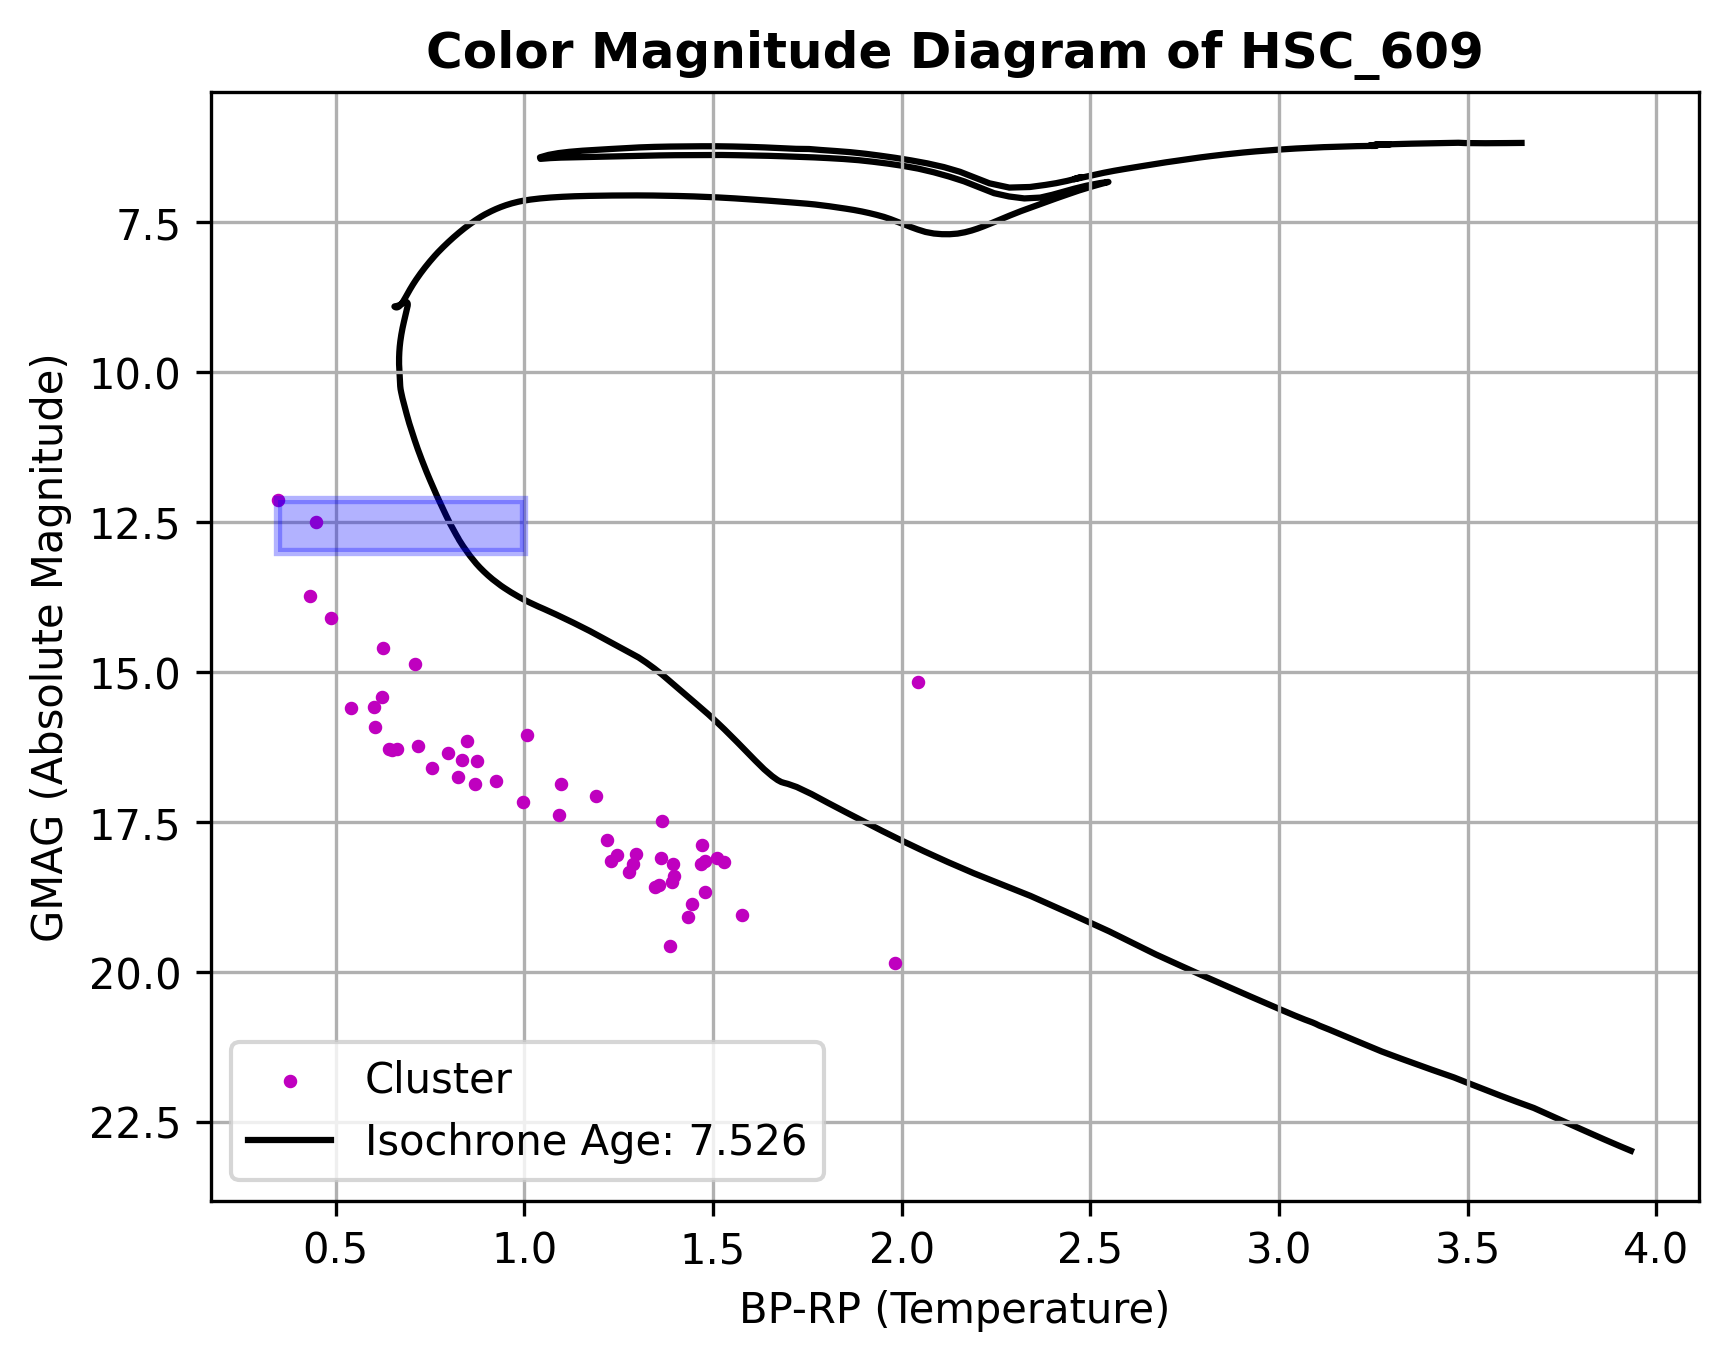 Color Magnitude Diagram of HSC_609
GMAG (Absolute Magnitude)
7.5
10.0
12.5
15.0
17.5
20.0
22.5
Cluster
Isochrone Age: 7.526
0.5 1.0 1.5 2.0 2.5 3.0 3.5 4.0
BP-RP (Temperature)